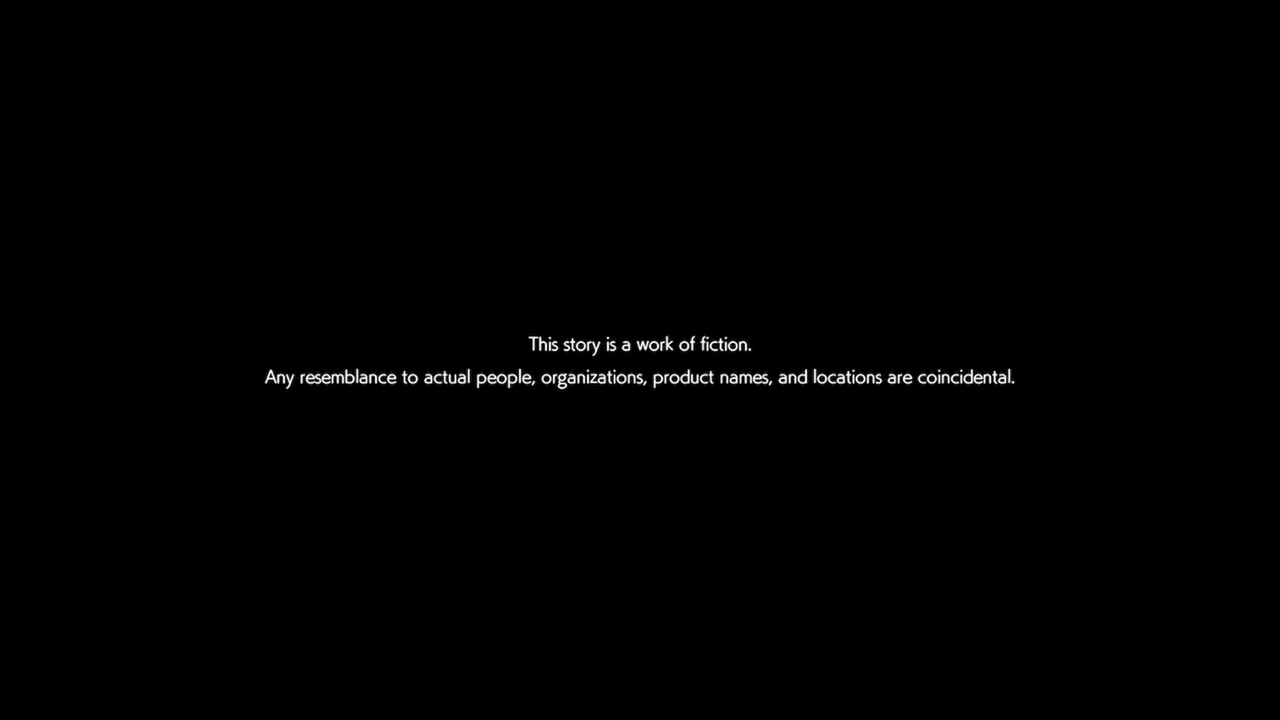 This story is a work of fiction.
Any resemblance to actual people, organizations, product names, and locations are coincidental.